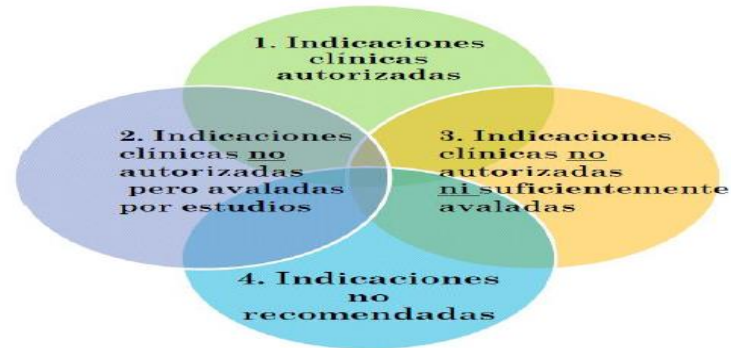 1. Indicaciones
clínicas
autorizadas
2. Indicaciones
clínicas no
autorizadas
pero avaladas
por estudios
3. Indicaciones
clínicas no
autorizadas
ni suficientemente
avaladas
4. Indicaciones
no
recomendadas